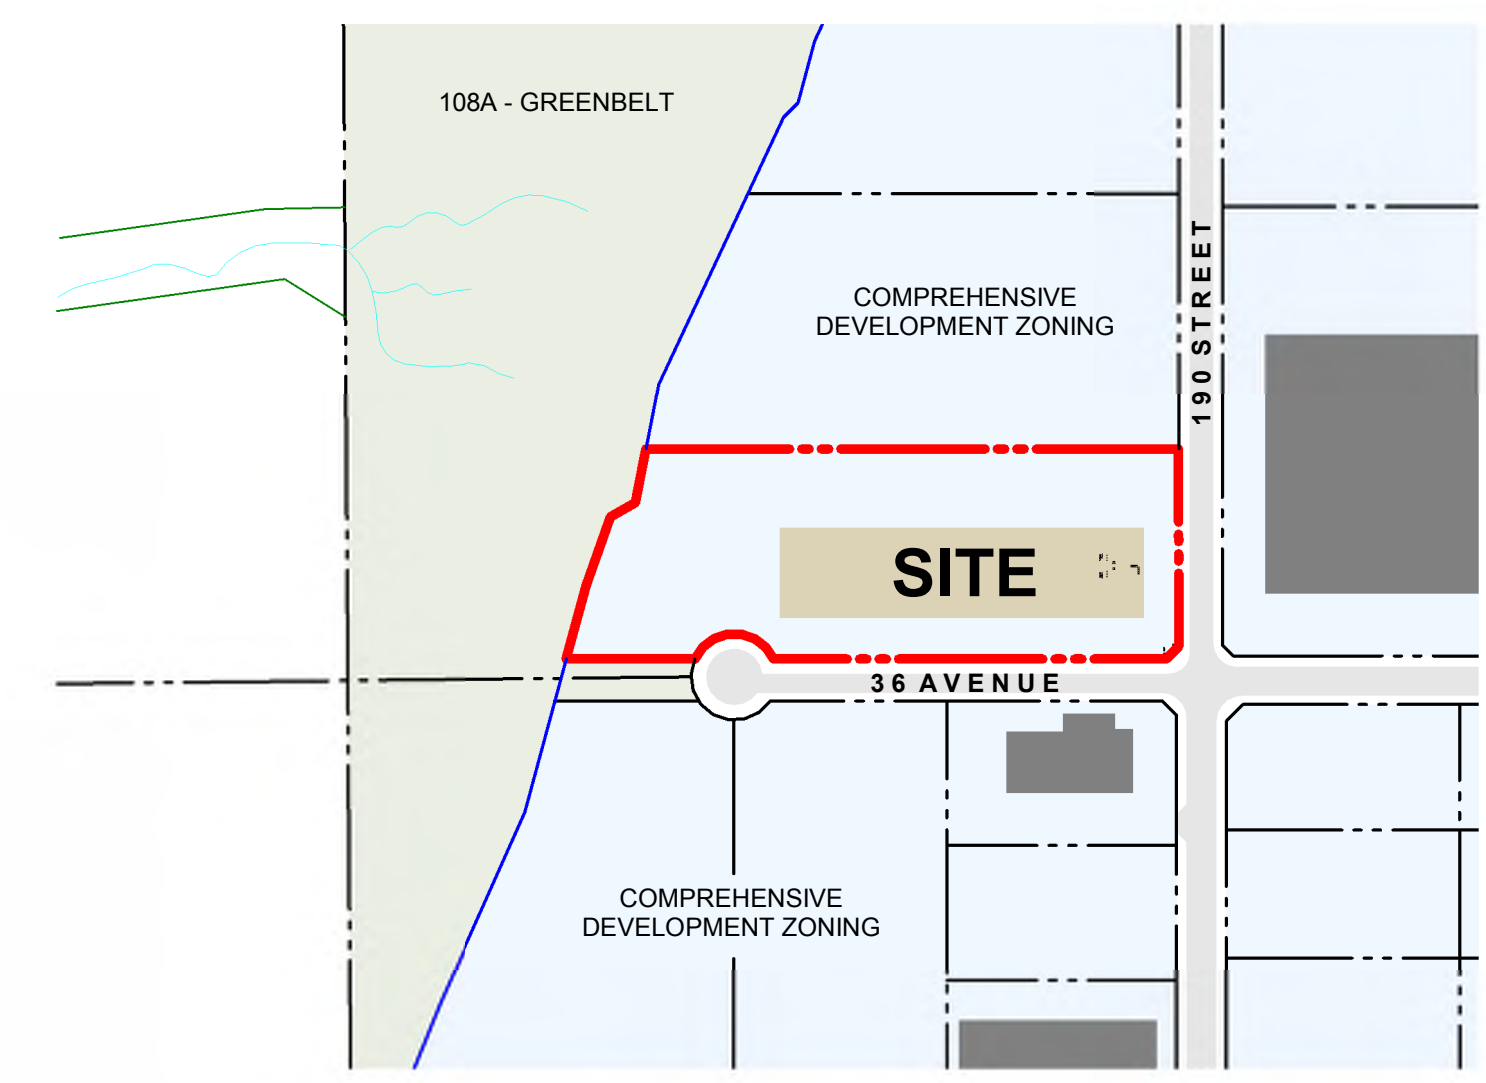 108A - GREENBELT
COMPREHENSIVE
DEVELOPMENT ZONING
190 STREET
SITE
36 AVENUE
COMPREHENSIVE
DEVELOPMENT ZONING